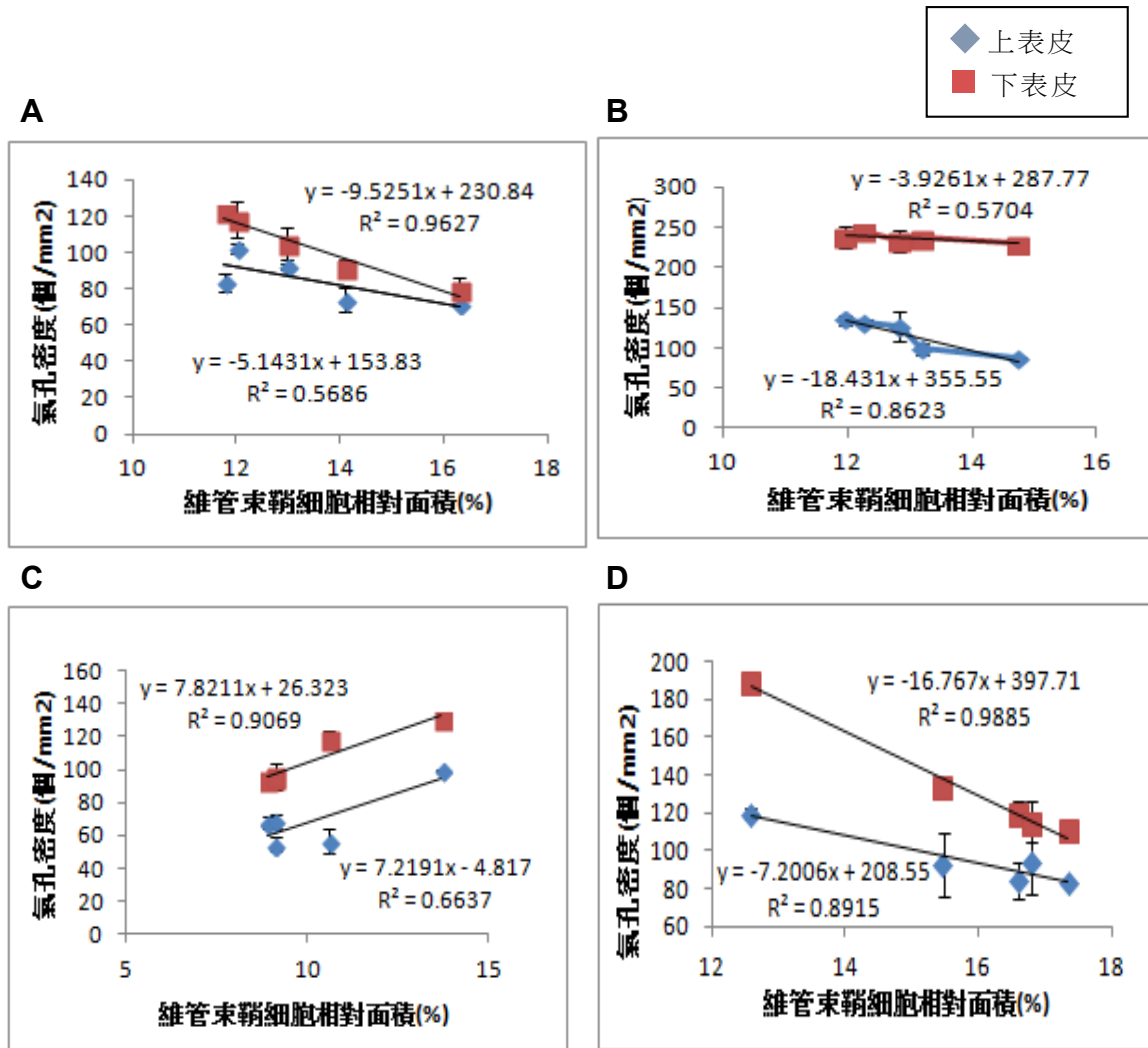 上表皮
下表皮
A
y = -9.5251x + 230.84
R² = 0.9627
y = -5.1431x + 153.83
R² = 0.5686
氣孔密度(個/mm2)
140
120
100
80
60
40
20
0
10 12 14 16 18
維管束鞘細胞相對面積(%)
B
y = -3.9261x + 287.77
R² = 0.5704
y = -18.431x + 355.55
R² = 0.8623
氣孔密度(個/mm2)
300
250
200
150
100
50
0
10 12 14 16
維管束鞘細胞相對面積(%)
C
y = 7.8211x + 26.323
R² = 0.9069
y = 7.2191x - 4.817
R² = 0.6637
氣孔密度(個/mm2)
160
140
120
100
80
60
40
20
0
5 10 15
維管束鞘細胞相對面積(%)
D
y = -16.767x + 397.71
R² = 0.9885
y = -7.2006x + 208.55
R² = 0.8915
氣孔密度(個/mm2)
200
180
160
140
120
100
80
60
12 14 16 18
維管束鞘細胞相對面積(%)